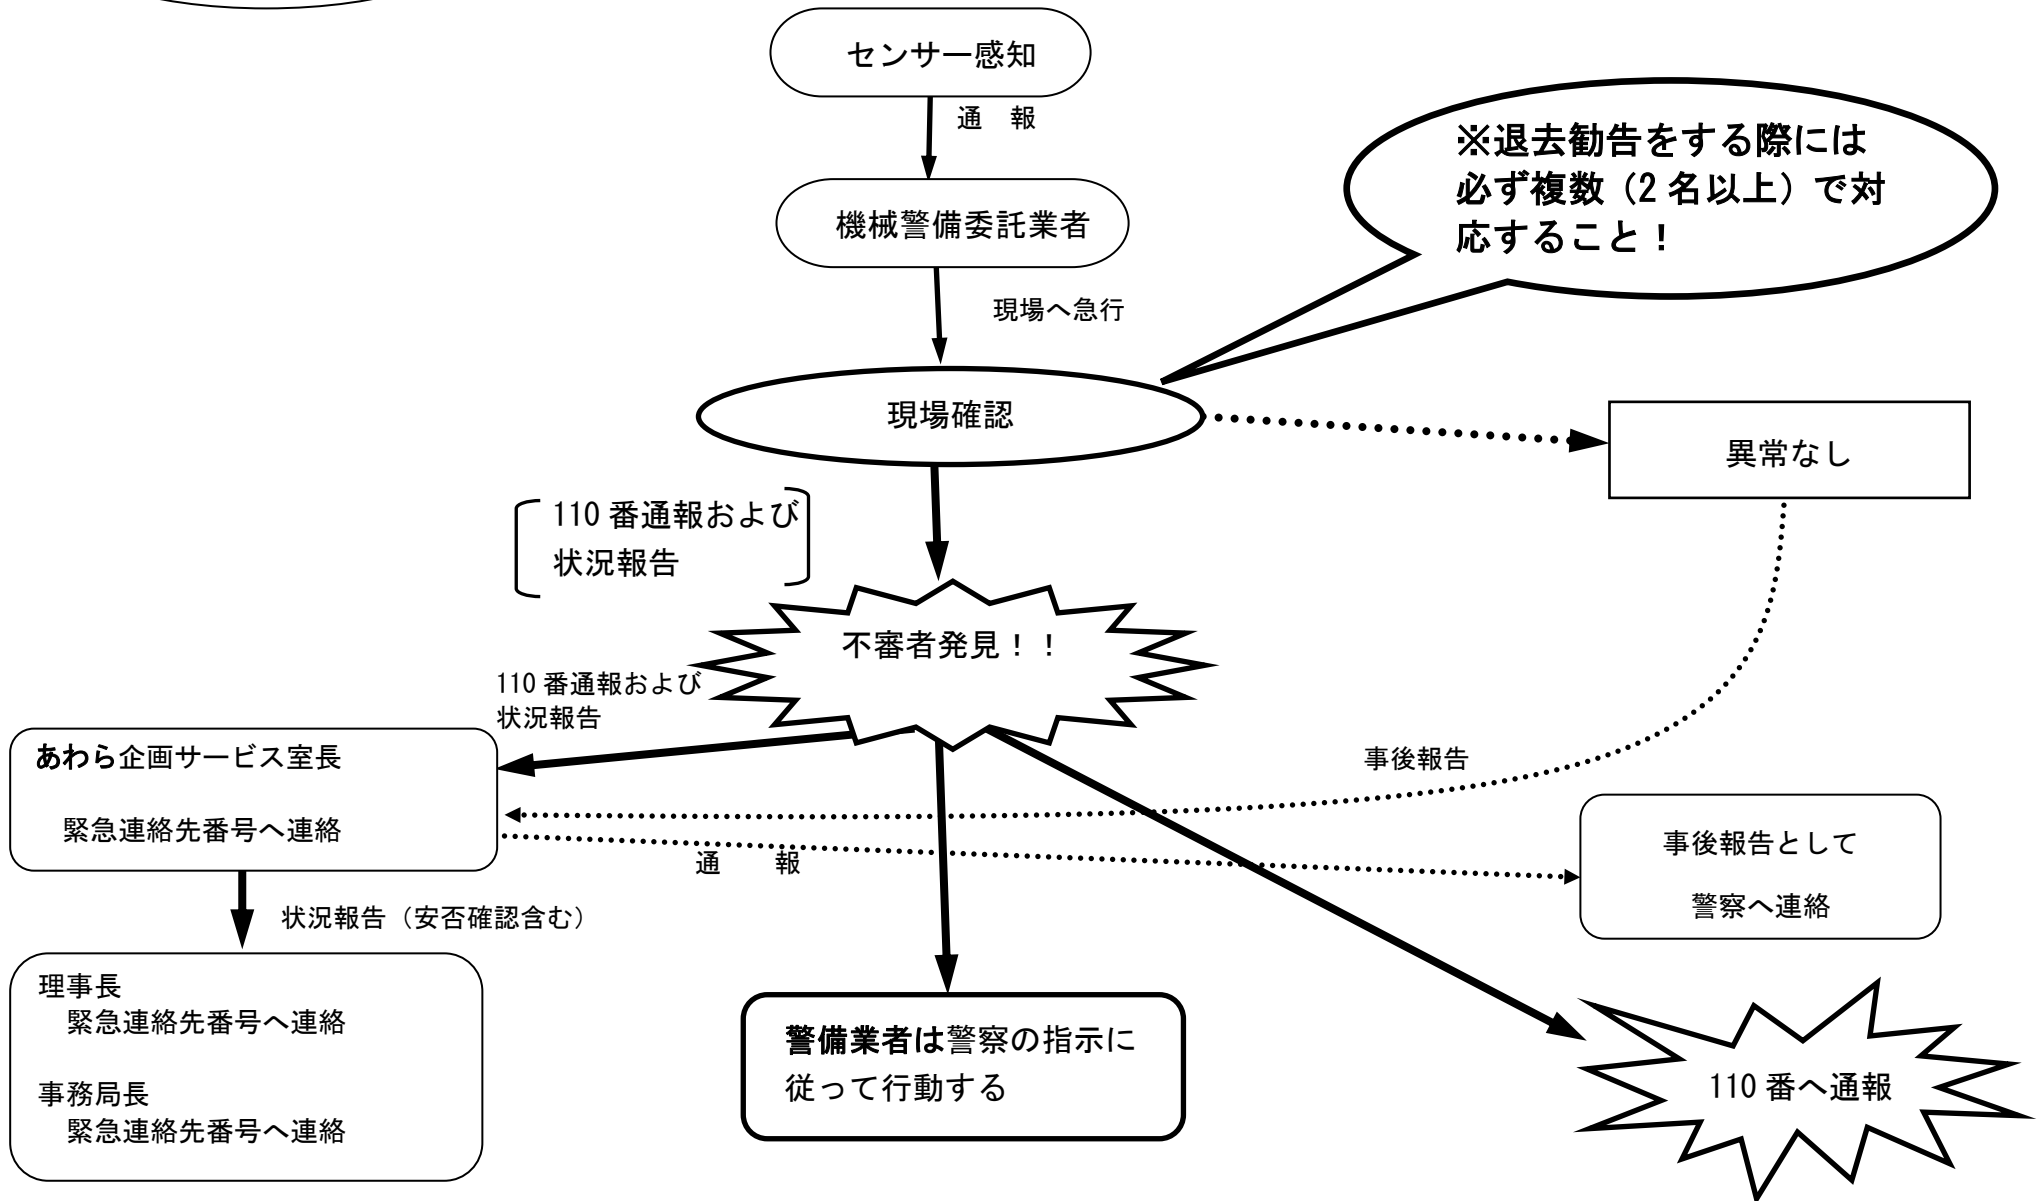 センサー感知
通　報
※退去勧告をする際には
必ず複数（2 名以上）で対
応すること！
機械警備委託業者
現場へ急行
現場確認
異常なし
110 番通報および
状況報告
不審者発見！！
110 番通報および
状況報告
あわら企画サービス室長
緊急連絡先番号へ連絡
事後報告
通　　報
事後報告として
警察へ連絡
状況報告（安否確認含む）
理事長
緊急連絡先番号へ連絡
事務局長
緊急連絡先番号へ連絡
警備業者は警察の指示に
従って行動する
110 番へ通報